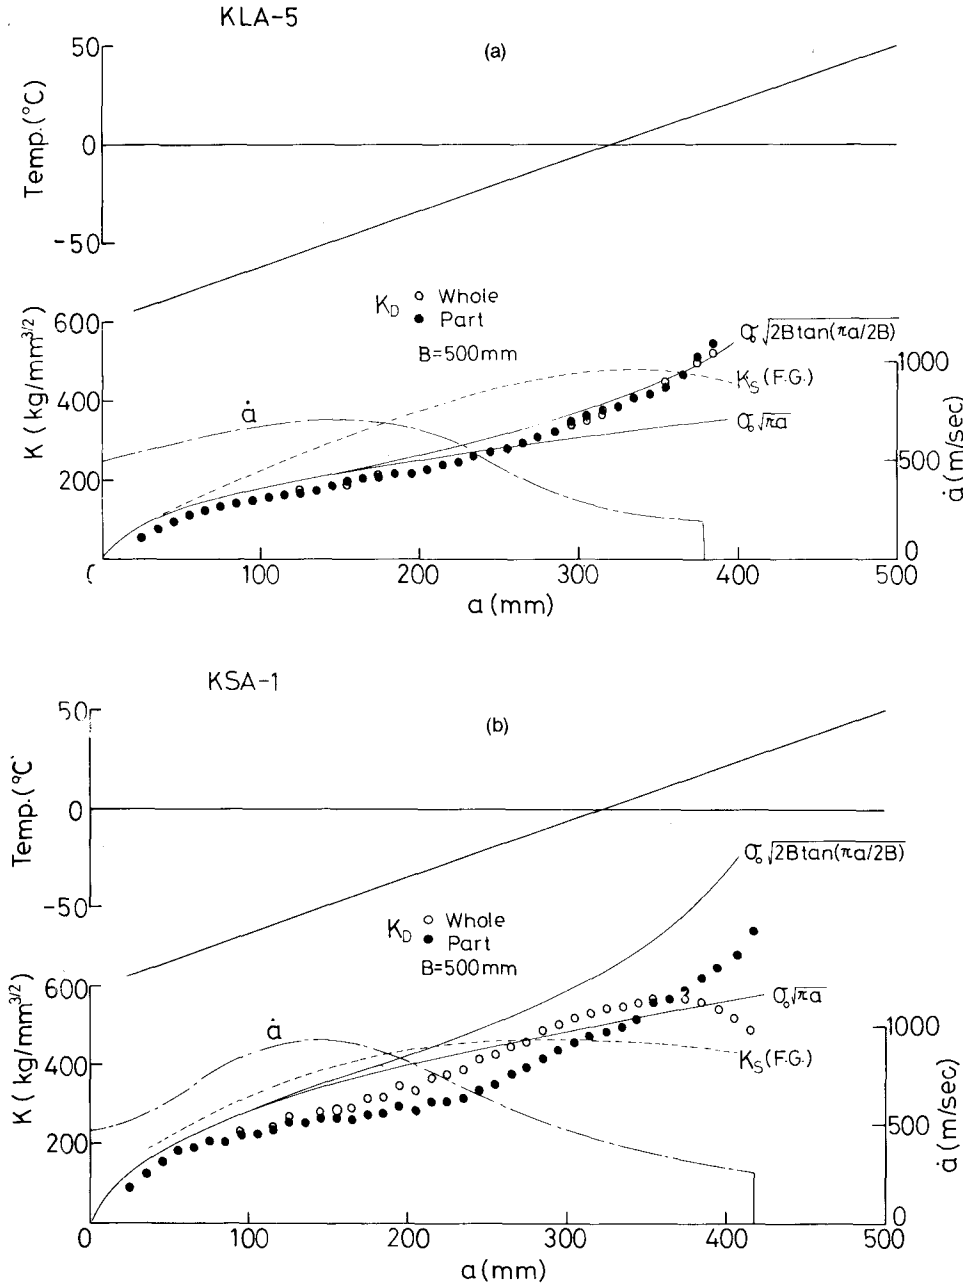 KLA-5
(a)
50
0
-50
Temp.(°C)
K_D ○ Whole
● Part
B=500mm
600
400
200
K (kg/mm^3/2)
ȧ
σ₀√2Btan(πa/2B)
K_S (F.G.)
σ₀√πa
1000
500
0
ȧ (m/sec)
0 100 200 300 400 500
a (mm)
KSA-1
(b)
50
0
-50
Temp.(°C)
K_D ○ Whole
● Part
B=500mm
600
400
200
K (kg/mm^3/2)
ȧ
σ₀√2Btan(πa/2B)
σ₀√πa
K_S (F.G.)
1000
500
0
ȧ (m/sec)
0 100 200 300 400 500
a (mm)